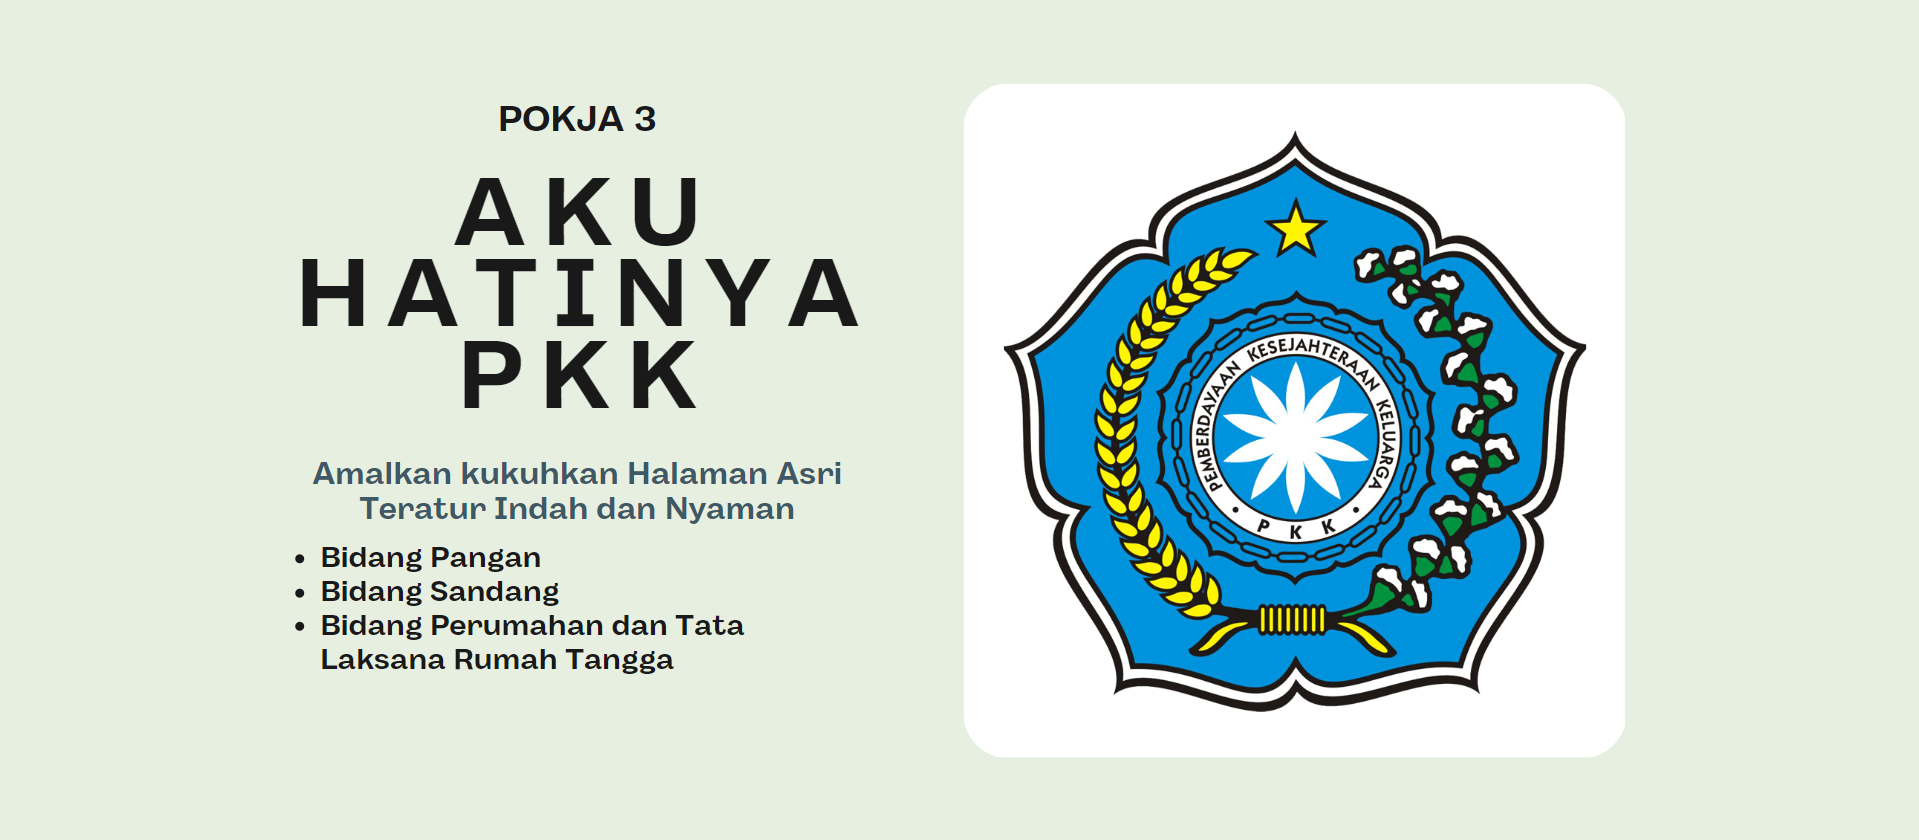 POKJA 3
AKU
HATINYA
PKK
Amalkan kukuhkan Halaman Asri
Teratur Indah dan Nyaman
• Bidang Pangan
• Bidang Sandang
• Bidang Perumahan dan Tata
Laksana Rumah Tangga
PEMBERDAYAAN KESEJAHTERAAN KELUARGA
• P K K •